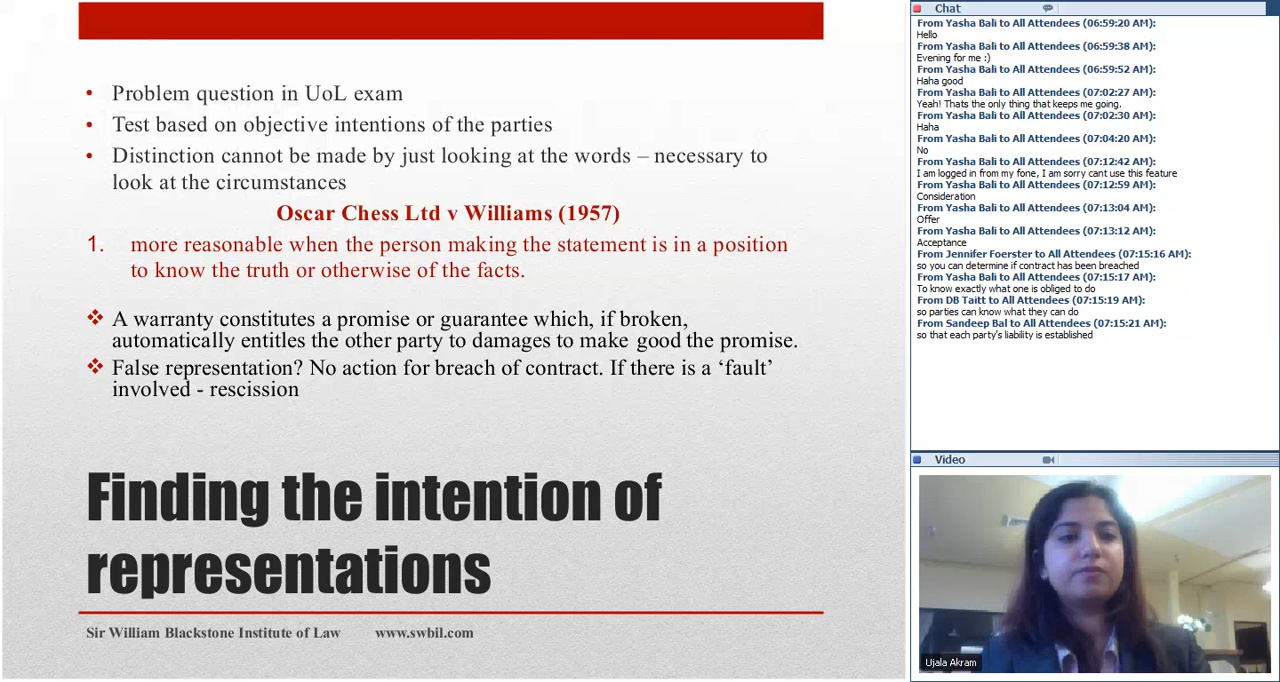 • Problem question in UoL exam
• Test based on objective intentions of the parties
• Distinction cannot be made by just looking at the words – necessary to
look at the circumstances
Oscar Chess Ltd v Williams (1957)
1. more reasonable when the person making the statement is in a position
to know the truth or otherwise of the facts.
❖ A warranty constitutes a promise or guarantee which, if broken,
automatically entitles the other party to damages to make good the promise.
❖ False representation? No action for breach of contract. If there is a ‘fault’
involved - rescission
Finding the intention of
representations
Sir William Blackstone Institute of Law www.swbil.com
Chat
From Yasha Bali to All Attendees (06:59:20 AM):
Hello
From Yasha Bali to All Attendees (06:59:38 AM):
Evening for me :)
From Yasha Bali to All Attendees (06:59:52 AM):
Haha good
From Yasha Bali to All Attendees (07:02:27 AM):
Yeah! Thats the only thing that keeps me going.
From Yasha Bali to All Attendees (07:02:30 AM):
Haha
From Yasha Bali to All Attendees (07:04:20 AM):
No
From Yasha Bali to All Attendees (07:12:42 AM):
I am logged in from my fone, I am sorry cant use this feature
From Yasha Bali to All Attendees (07:12:59 AM):
Consideration
From Yasha Bali to All Attendees (07:13:04 AM):
Offer
From Yasha Bali to All Attendees (07:13:12 AM):
Acceptance
From Jennifer Foerster to All Attendees (07:15:16 AM):
so you can determine if contract has been breached
From Yasha Bali to All Attendees (07:15:17 AM):
To know exactly what one is obliged to do
From DB Taitt to All Attendees (07:15:19 AM):
so parties can know what they can do
From Sandeep Bal to All Attendees (07:15:21 AM):
so that each party's liability is established
Video
Ujala Akram